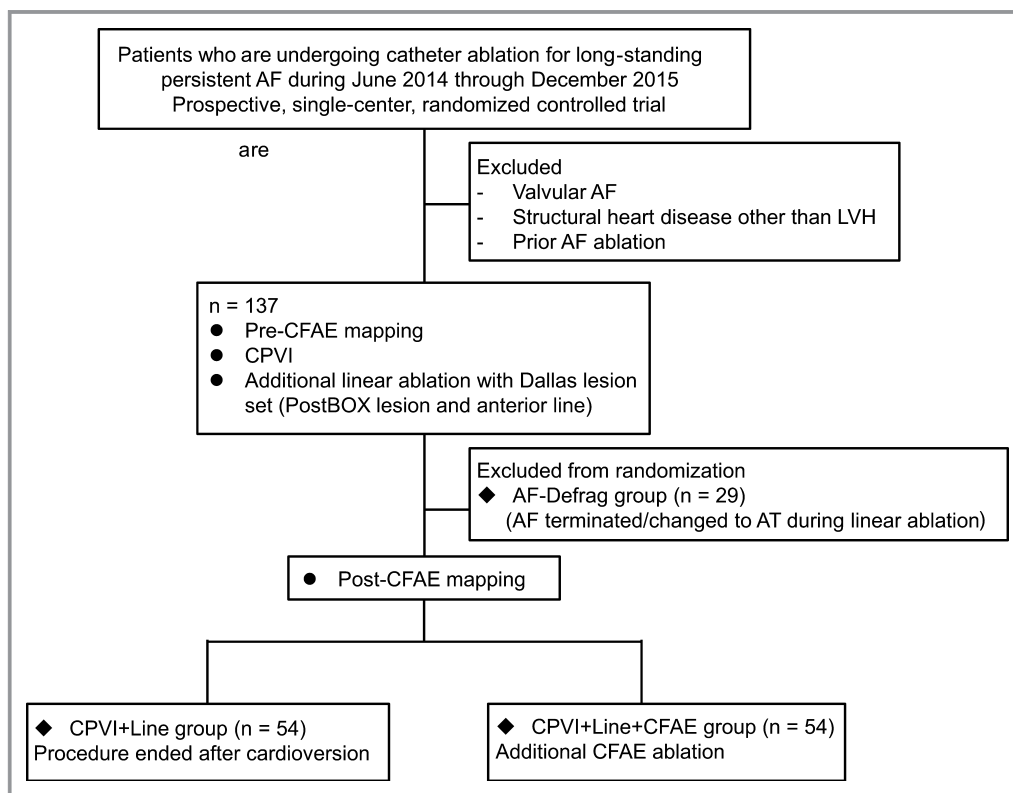 Patients who are undergoing catheter ablation for long-standing
persistent AF during June 2014 through December 2015
Prospective, single-center, randomized controlled trial
are
Excluded
- Valvular AF
- Structural heart disease other than LVH
- Prior AF ablation
n = 137
● Pre-CFAE mapping
● CPVI
● Additional linear ablation with Dallas lesion
set (PostBOX lesion and anterior line)
Excluded from randomization
◆ AF-Defrag group (n = 29)
(AF terminated/changed to AT during linear ablation)
● Post-CFAE mapping
◆ CPVI+Line group (n = 54)
Procedure ended after cardioversion
◆ CPVI+Line+CFAE group (n = 54)
Additional CFAE ablation